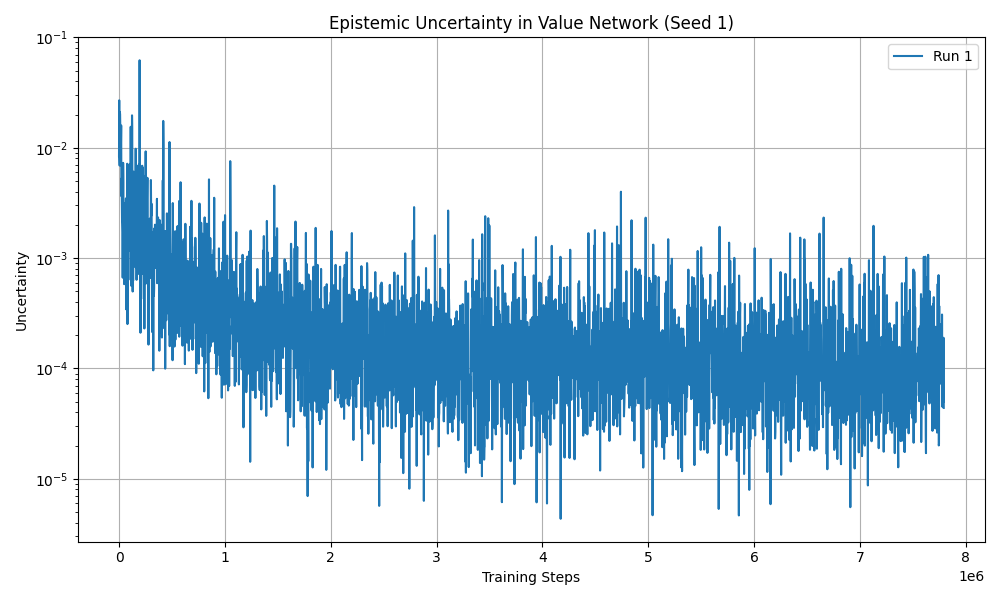 Epistemic Uncertainty in Value Network (Seed 1)
Run 1
Uncertainty
10⁻¹
10⁻²
10⁻³
10⁻⁴
10⁻⁵
0 1 2 3 4 5 6 7 8
1e6
Training Steps